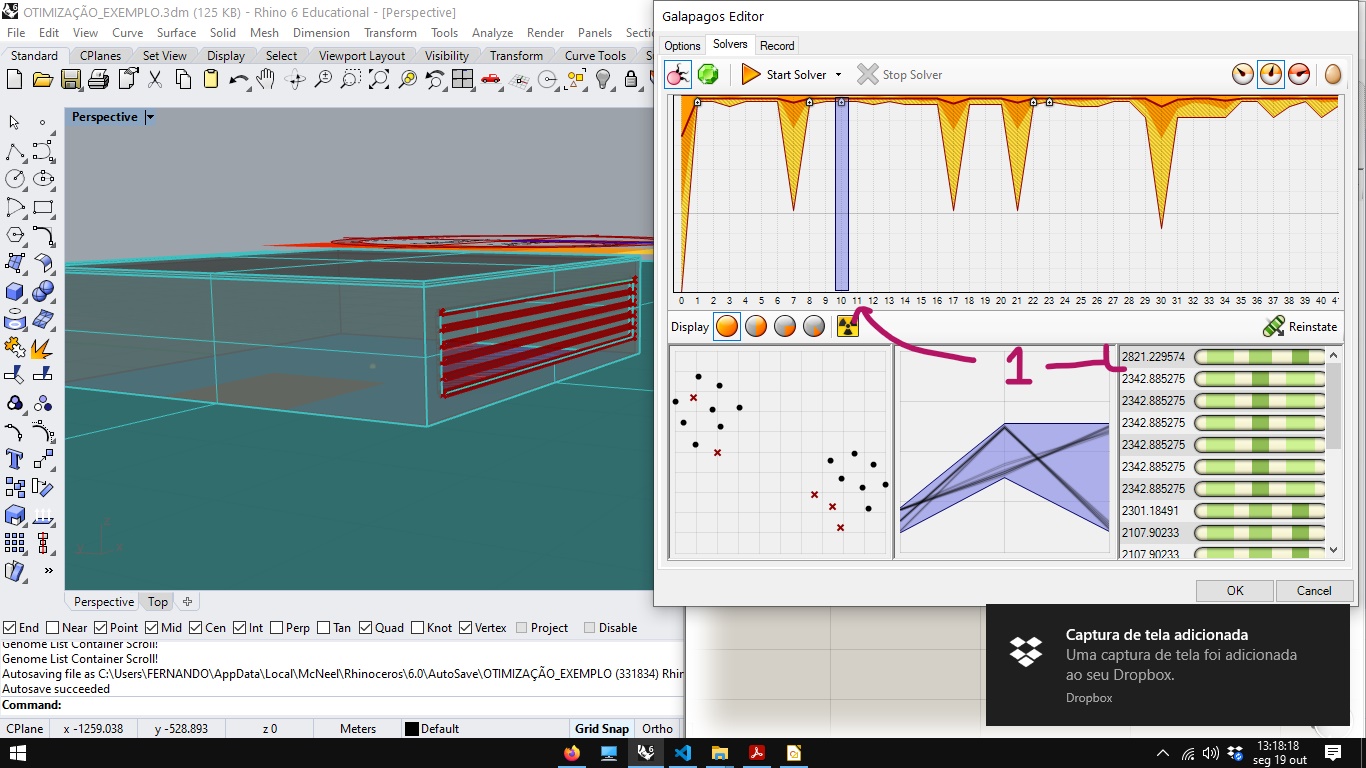 OTIMIZAÇÃO_EXEMPLO.3dm (125 KB) - Rhino 6 Educational - [Perspective]
File Edit View Curve Surface Solid Mesh Dimension Transform Tools Analyze Render Panels
Standard CPlanes Set View Display Select Viewport Layout Visibility Transform Curve Tools
Perspective
Galapagos Editor
Options Solvers Record
Start Solver Stop Solver
0 1 2 3 4 5 6 7 8 9 10 11 12 13 14 15 16 17 18 19 20 21 22 23 24 25 26 27 28 29 30 31 32 33 34 35 36 37 38 39 40
Display Reinstate
1
2821.229574
2342.885275
2342.885275
2342.885275
2342.885275
2342.885275
2342.885275
2301.18491
2107.90233
2107.90233
OK Cancel
Perspective Top
End Near Point Mid Cen Int Perp Tan Quad Knot Vertex Project Disable
Genome List Container Scroll!
Genome List Container Scroll!
Autosaving file as C:\Users\FERNANDO\AppData\Local\McNeel\Rhinoceros\6.0\AutoSave\OTIMIZAÇÃO_EXEMPLO (331834) Rhin
Autosave succeeded
Command:
CPlane x -1259.038 y -528.893 z 0 Meters Default Grid Snap Ortho
Captura de tela adicionada
Uma captura de tela foi adicionada
ao seu Dropbox.
Dropbox
13:18:18
seg 19 out